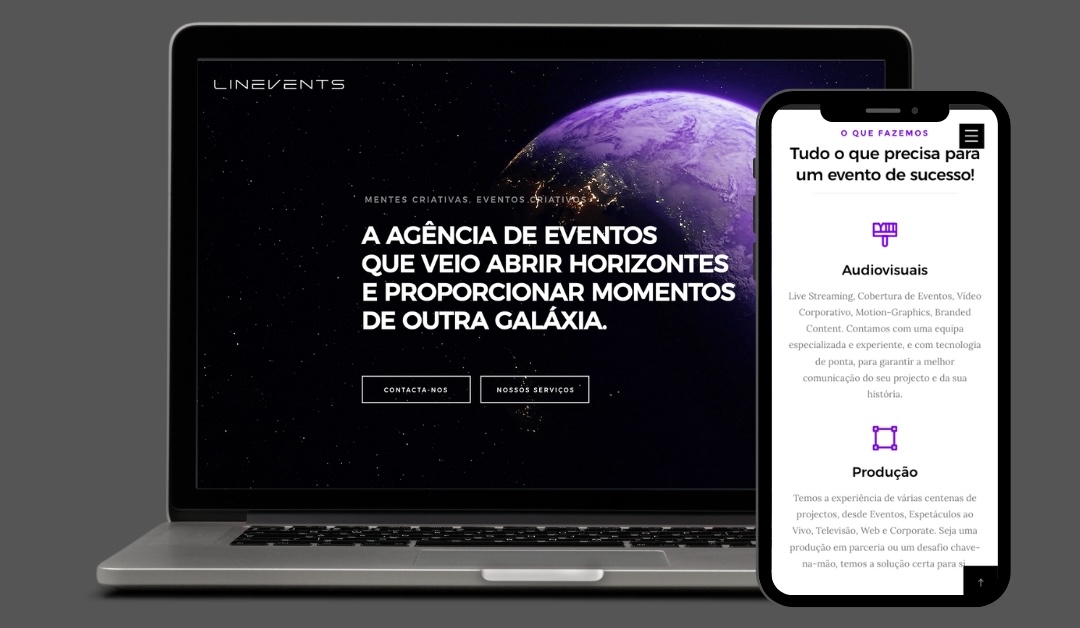 LINEVENTS
MENTES CRIATIVAS. EVENTOS CRIATIVOS
A AGÊNCIA DE EVENTOS
QUE VEIO ABRIR HORIZONTES
E PROPORCIONAR MOMENTOS
DE OUTRA GALÁXIA.
CONTACTA-NOS
NOSSOS SERVIÇOS
O QUE FAZEMOS
Tudo o que precisa para
um evento de sucesso!
Audiovisuais
Live Streaming, Cobertura de Eventos, Vídeo
Corporativo, Motion-Graphics, Branded
Content. Contamos com uma equipa
especializada e experiente, e com tecnologia
de ponta, para garantir a melhor
comunicação do seu projecto e da sua
história.
Produção
Temos a experiência de várias centenas de
projectos, desde Eventos, Espetáculos ao
Vivo, Televisão, Web e Corporate. Seja uma
produção em parceria ou um desafio chave-
na-mão, temos a solução certa para si.